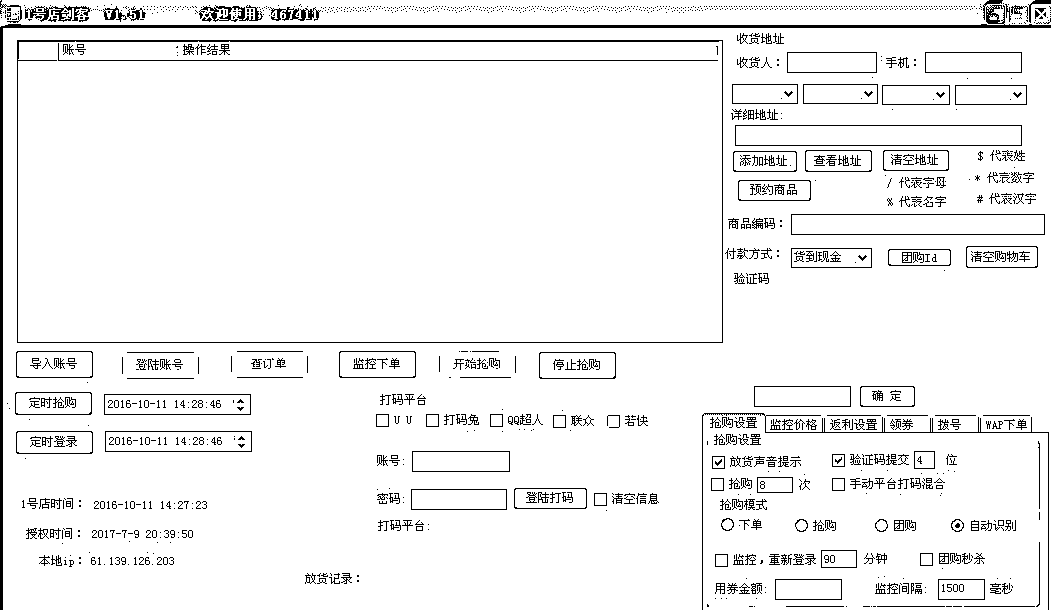 1号店剑客 V1.51 欢迎使用：467411
账号 操作结果
收货地址
收货人： 手机：
详细地址:
添加地址. 查看地址 清空地址 $ 代表姓
预约商品 / 代表字母 * 代表数字
% 代表名字 # 代表汉字
商品编码：
付款方式： 货到现金 团购Id 清空购物车
验证码
导入账号 登陆账号 查订单 监控下单 开始抢购 停止抢购
定时抢购 2016-10-11 14:28:46
定时登录 2016-10-11 14:28:46
打码平台
UU 打码兔 QQ超人 联众 若快
账号:
密码: 登陆打码 清空信息
打码平台:
1号店时间： 2016-10-11 14:27:23
授权时间： 2017-7-9 20:39:50
本地ip： 61.139.126.203
放货记录：
确 定
抢购设置 监控价格 返利设置 领券 拨号 WAP下单
抢购设置
放货声音提示 验证码提交 4 位
抢购 8 次 手动平台打码混合
抢购模式
下单 抢购 团购 自动识别
监控，重新登录 90 分钟 团购秒杀
用券金额: 监控间隔: 1500 毫秒